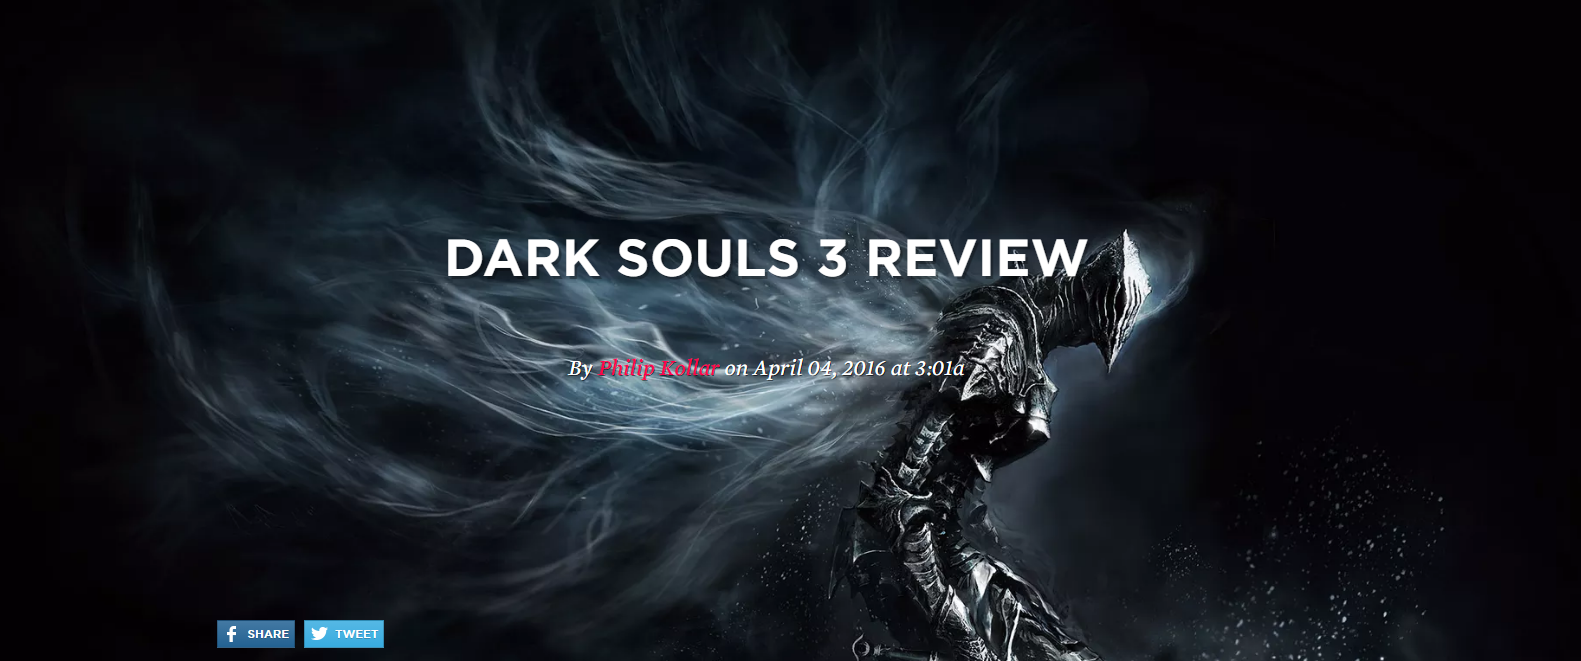 DARK SOULS 3 REVIEW
By Philip Kollar on April 04, 2016 at 3:01a
SHARE TWEET